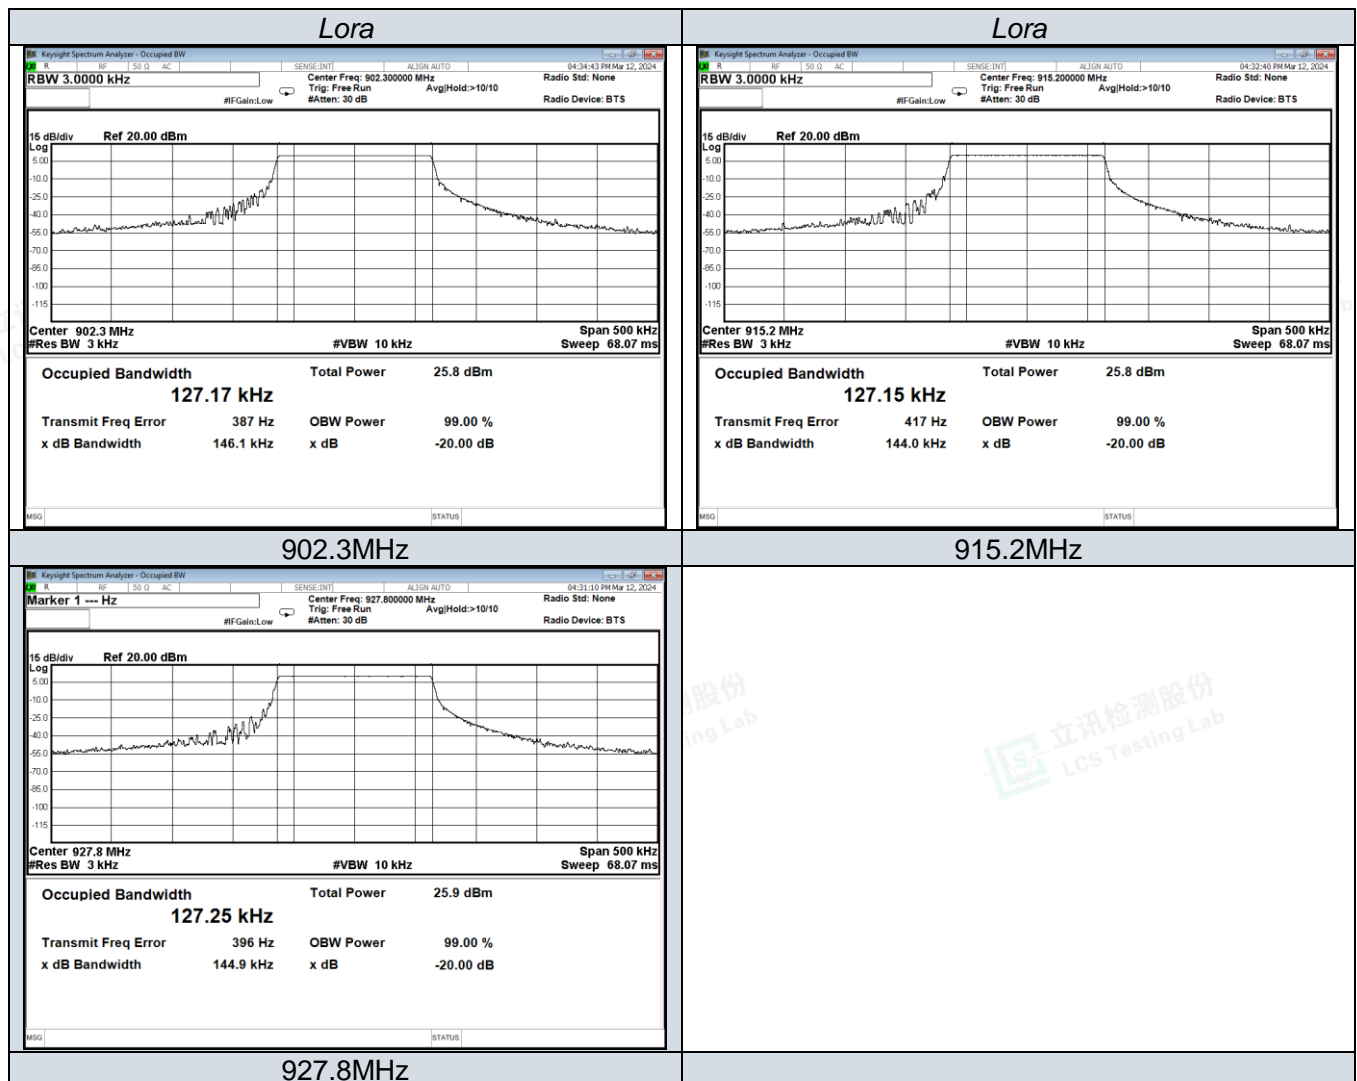 Lora
Lora
Keysight Spectrum Analyzer - Occupied BW
R RF 50 Ω AC SENSE:INT ALIGN AUTO 04:34:43 PM Mar 12, 2024
RBW 3.0000 kHz
Center Freq: 902.300000 MHz
Radio Std: None
Trig: Free Run Avg|Hold:>10/10
#IFGain:Low #Atten: 30 dB Radio Device: BTS
15 dB/div Ref 20.00 dBm
Log
5.00
-10.0
-25.0
-40.0
-55.0
-70.0
-85.0
-100
-115
Center 902.3 MHz Span 500 kHz
#Res BW 3 kHz #VBW 10 kHz Sweep 68.07 ms
Occupied Bandwidth Total Power 25.8 dBm
127.17 kHz
Transmit Freq Error 387 Hz OBW Power 99.00 %
x dB Bandwidth 146.1 kHz x dB -20.00 dB
MSG STATUS
Keysight Spectrum Analyzer - Occupied BW
R RF 50 Ω AC SENSE:INT ALIGN AUTO 04:32:40 PM Mar 12, 2024
RBW 3.0000 kHz
Center Freq: 915.200000 MHz
Radio Std: None
Trig: Free Run Avg|Hold:>10/10
#IFGain:Low #Atten: 30 dB Radio Device: BTS
15 dB/div Ref 20.00 dBm
Log
5.00
-10.0
-25.0
-40.0
-55.0
-70.0
-85.0
-100
-115
Center 915.2 MHz Span 500 kHz
#Res BW 3 kHz #VBW 10 kHz Sweep 68.07 ms
Occupied Bandwidth Total Power 25.8 dBm
127.15 kHz
Transmit Freq Error 417 Hz OBW Power 99.00 %
x dB Bandwidth 144.0 kHz x dB -20.00 dB
MSG STATUS
902.3MHz
915.2MHz
Keysight Spectrum Analyzer - Occupied BW
R RF 50 Ω AC SENSE:INT ALIGN AUTO 04:31:10 PM Mar 12, 2024
Marker 1 --- Hz
Center Freq: 927.800000 MHz
Radio Std: None
Trig: Free Run Avg|Hold:>10/10
#IFGain:Low #Atten: 30 dB Radio Device: BTS
15 dB/div Ref 20.00 dBm
Log
5.00
-10.0
-25.0
-40.0
-55.0
-70.0
-85.0
-100
-115
Center 927.8 MHz Span 500 kHz
#Res BW 3 kHz #VBW 10 kHz Sweep 68.07 ms
Occupied Bandwidth Total Power 25.9 dBm
127.25 kHz
Transmit Freq Error 396 Hz OBW Power 99.00 %
x dB Bandwidth 144.9 kHz x dB -20.00 dB
MSG STATUS
测股份
ing Lab
立讯检测股份
LCS Testing Lab
927.8MHz